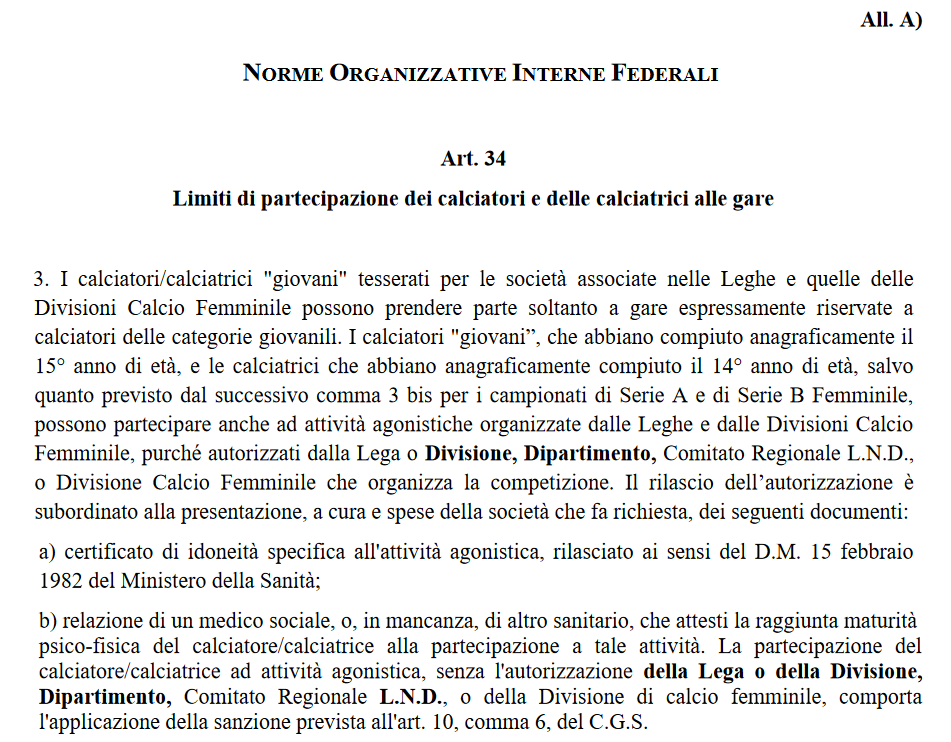 All. A)
NORME ORGANIZZATIVE INTERNE FEDERALI
Art. 34
Limiti di partecipazione dei calciatori e delle calciatrici alle gare
3. I calciatori/calciatrici "giovani" tesserati per le società associate nelle Leghe e quelle delle
Divisioni Calcio Femminile possono prendere parte soltanto a gare espressamente riservate a
calciatori delle categorie giovanili. I calciatori "giovani”, che abbiano compiuto anagraficamente il
15° anno di età, e le calciatrici che abbiano anagraficamente compiuto il 14° anno di età, salvo
quanto previsto dal successivo comma 3 bis per i campionati di Serie A e di Serie B Femminile,
possono partecipare anche ad attività agonistiche organizzate dalle Leghe e dalle Divisioni Calcio
Femminile, purché autorizzati dalla Lega o Divisione, Dipartimento, Comitato Regionale L.N.D.,
o Divisione Calcio Femminile che organizza la competizione. Il rilascio dell’autorizzazione è
subordinato alla presentazione, a cura e spese della società che fa richiesta, dei seguenti documenti:
a) certificato di idoneità specifica all'attività agonistica, rilasciato ai sensi del D.M. 15 febbraio
1982 del Ministero della Sanità;
b) relazione di un medico sociale, o, in mancanza, di altro sanitario, che attesti la raggiunta maturità
psico-fisica del calciatore/calciatrice alla partecipazione a tale attività. La partecipazione del
calciatore/calciatrice ad attività agonistica, senza l'autorizzazione della Lega o della Divisione,
Dipartimento, Comitato Regionale L.N.D., o della Divisione di calcio femminile, comporta
l'applicazione della sanzione prevista all'art. 10, comma 6, del C.G.S.